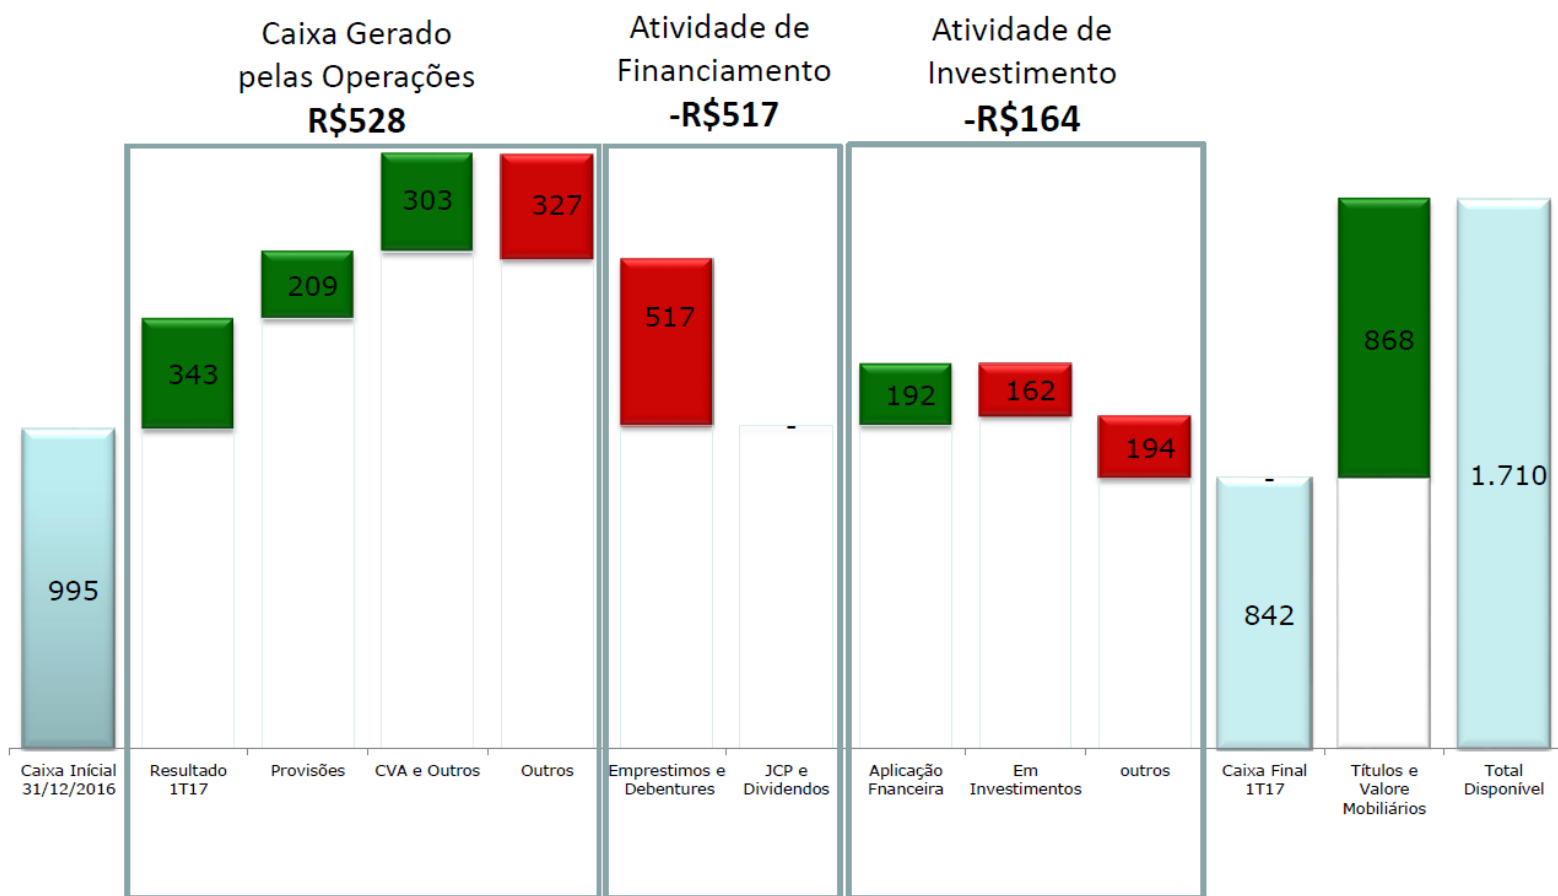 Caixa Gerado
pelas Operações
R$528
Atividade de
Financiamento
-R$517
Atividade de
Investimento
-R$164
995
343
209
303
327
517
-
192
162
194
-
842
868
1.710
Caixa Inícial
31/12/2016
Resultado
1T17
Provisões
CVA e Outros
Outros
Emprestimos e
Debentures
JCP e
Dividendos
Aplicação
Fnanceira
Em
Investimentos
outros
Caixa Final
1T17
Títulos e
Valore
Mobiliários
Total
Disponível